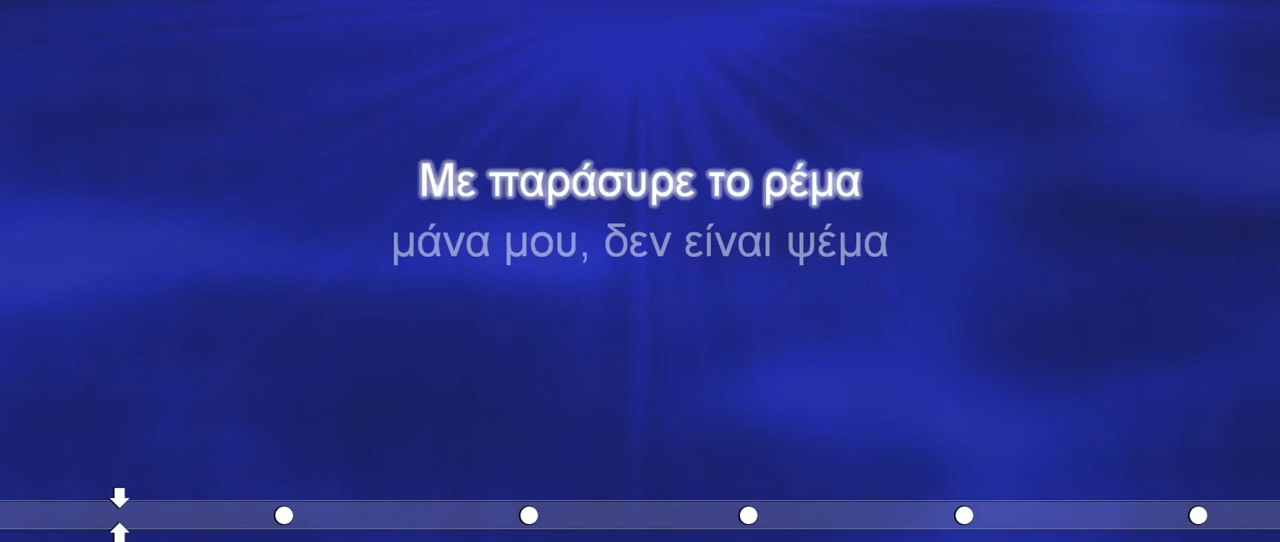 Με παράσυρε το ρέμα
μάνα μου, δεν είναι ψέμα